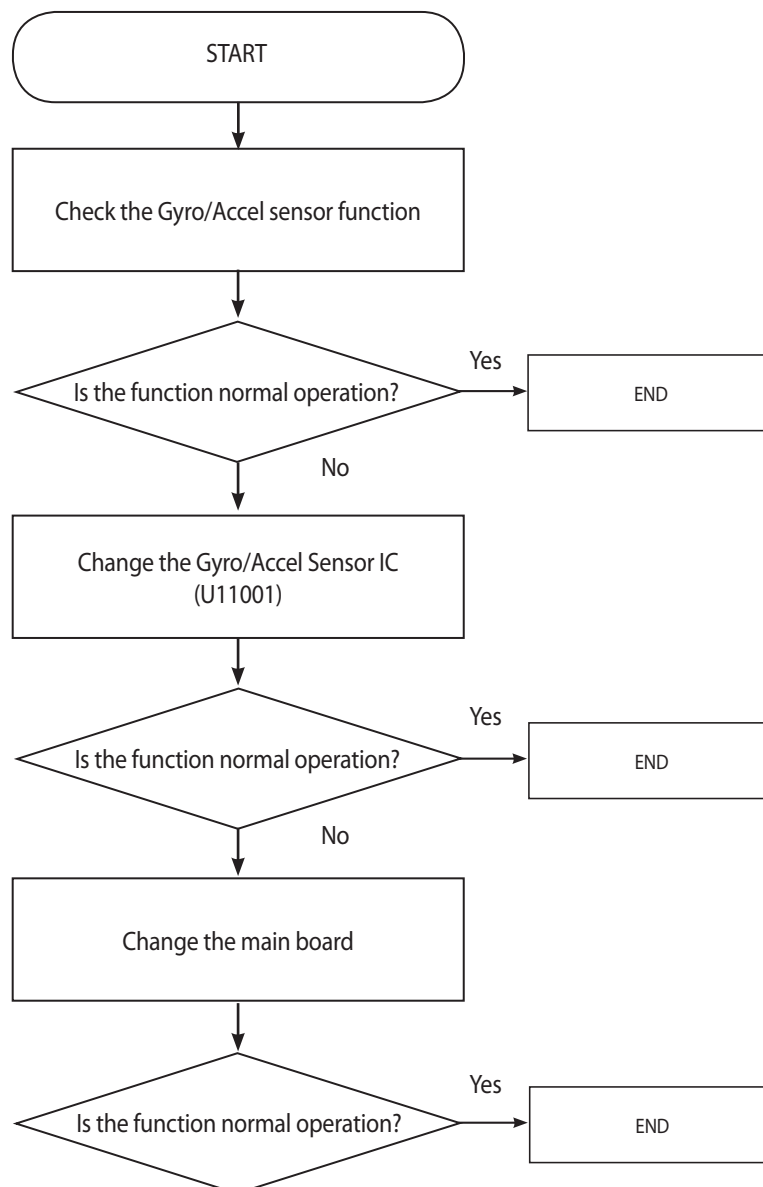 START
Check the Gyro/Accel sensor function
Is the function normal operation?
Yes
END
No
Change the Gyro/Accel Sensor IC
(U11001)
Is the function normal operation?
Yes
END
No
Change the main board
Is the function normal operation?
Yes
END